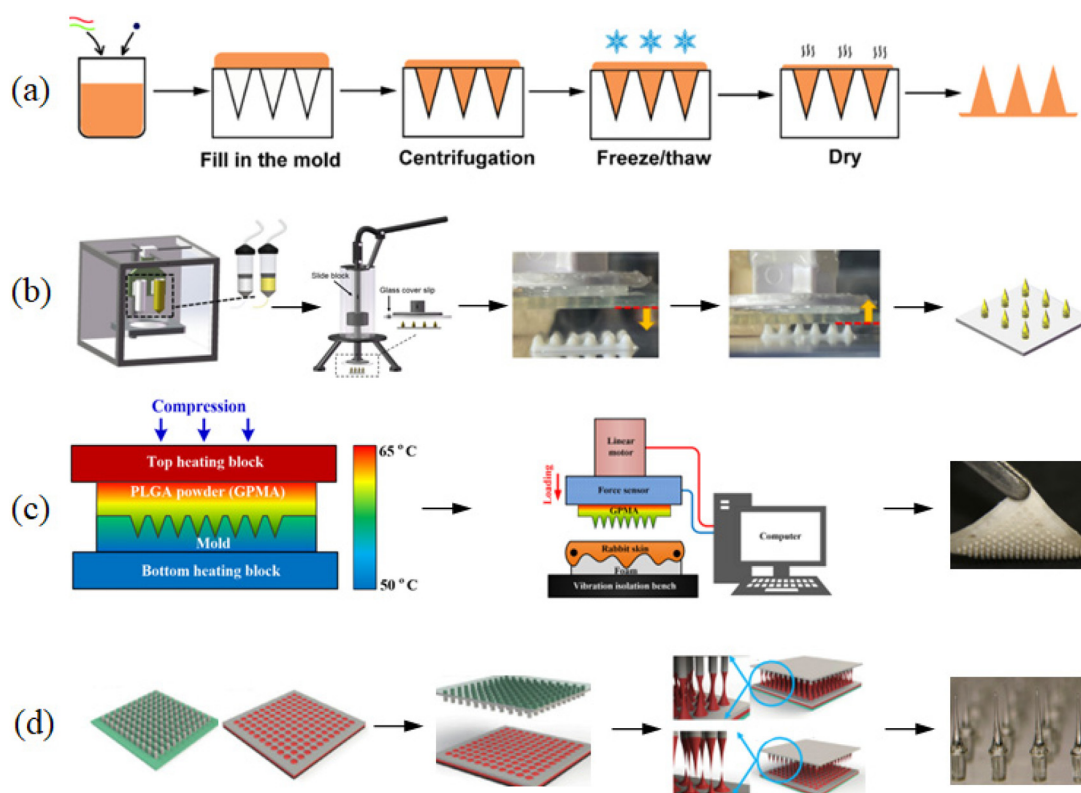 (a)
Fill in the mold
Centrifugation
Freeze/thaw
Dry
(b)
Slide block
Glass cover slip
(c)
Compression
Top heating block
PLGA powder (GPMA)
Mold
Bottom heating block
65 °C
50 °C
Loading
Linear
motor
Force sensor
GPMA
Rabbit skin
Foam
Vibration isolation bench
Computer
(d)